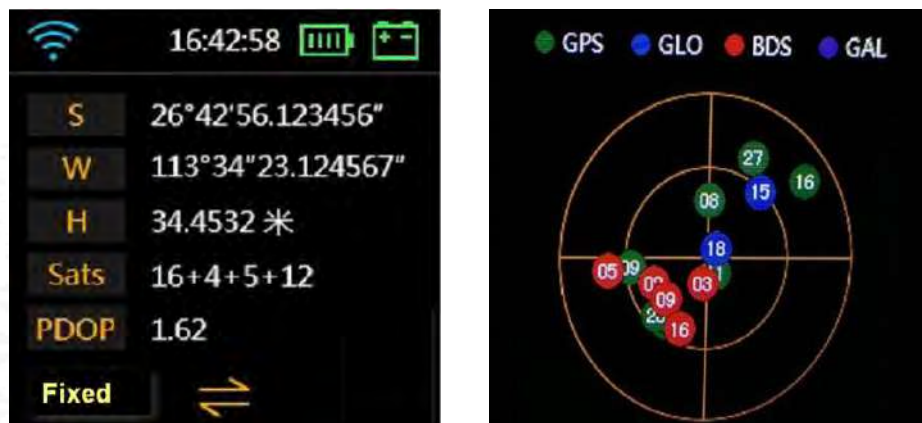 16:42:58
S 26°42'56.123456"
W 113°34"23.124567"
H 34.4532 米
Sats 16+4+5+12
PDOP 1.62
Fixed
GPS GLO BDS GAL
27
16
15
08
18
05
09
03
09
16